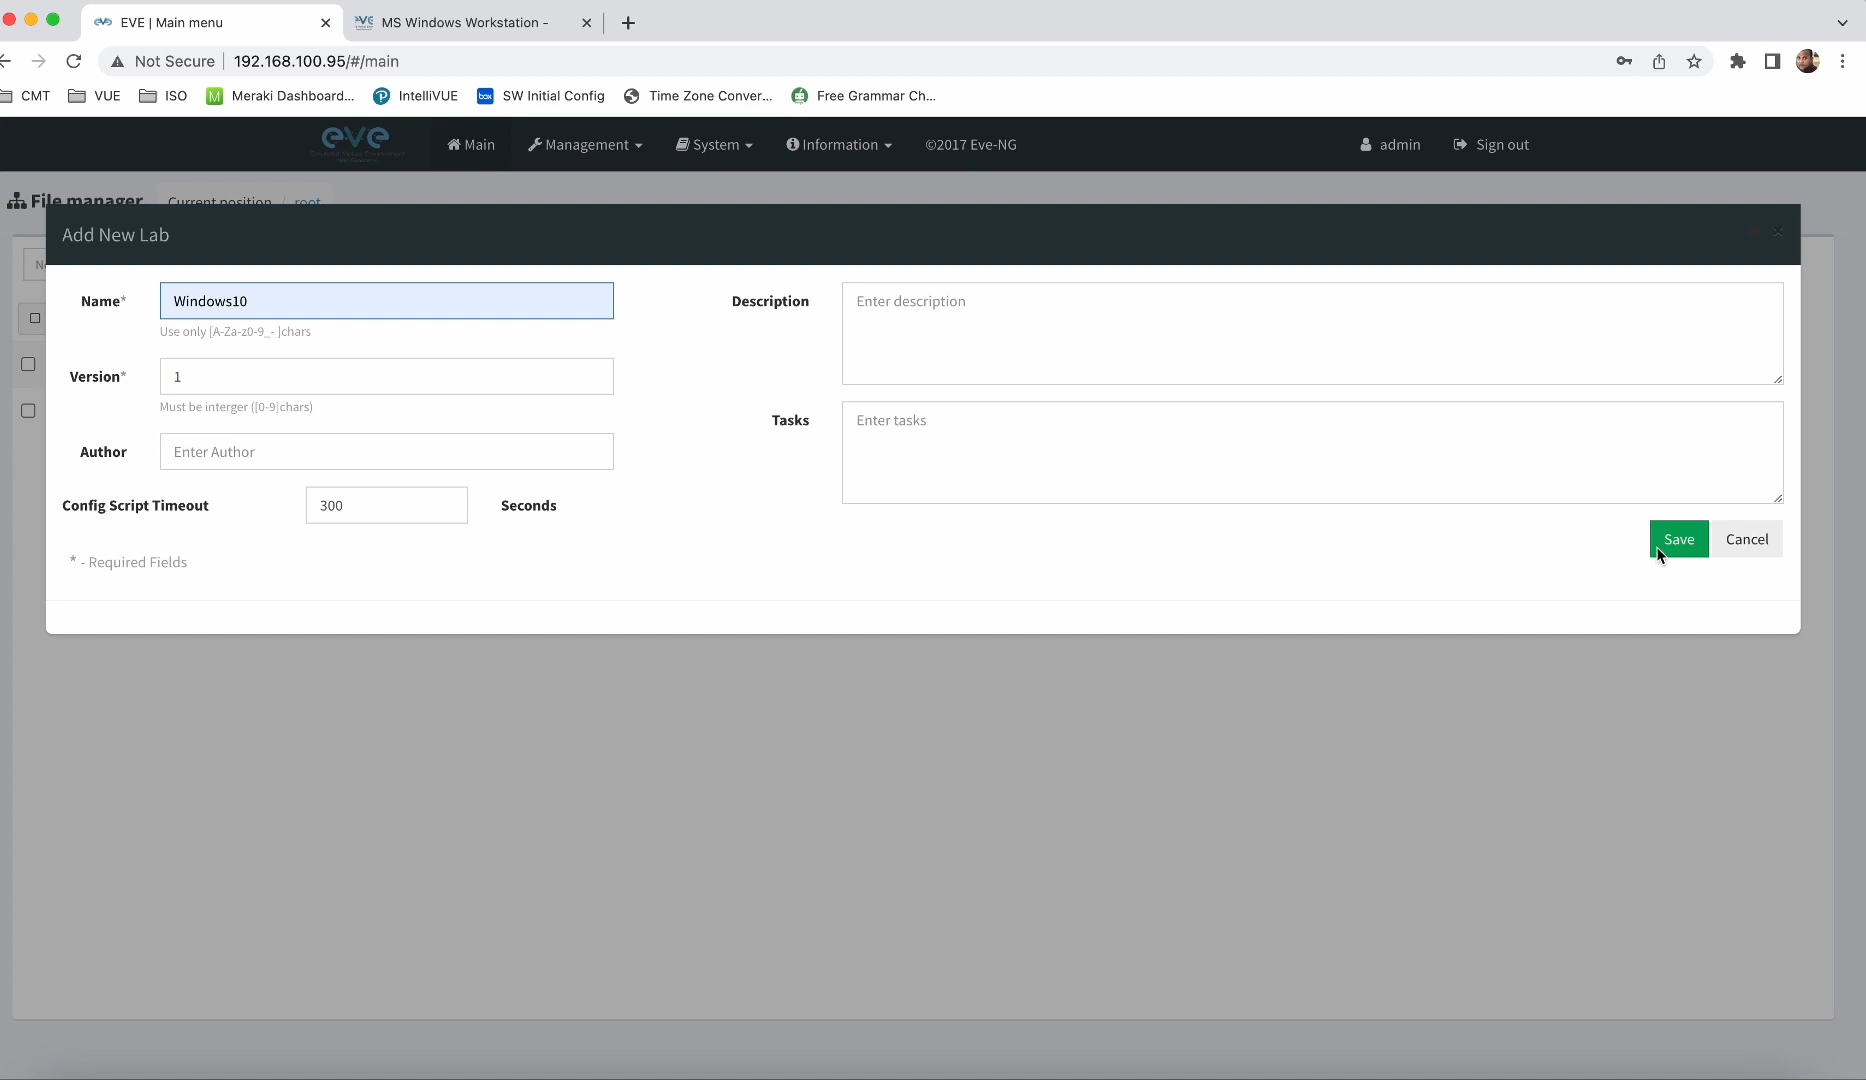 EVE | Main menu
MS Windows Workstation -
Not Secure
192.168.100.95/#/main
CMT
VUE
ISO
M
Meraki Dashboard...
IntelliVUE
box
SW Initial Config
Time Zone Conver...
Free Grammar Ch...
eve
Main
Management
System
Information
©2017 Eve-NG
admin
Sign out
File manager
Current position / root
Add New Lab
Name*
Windows10
Description
Enter description
Use only [A-Za-z0-9_- ]chars
Version*
1
Must be interger ([0-9]chars)
Tasks
Enter tasks
Author
Enter Author
Config Script Timeout
300
Seconds
Save
Cancel
* - Required Fields